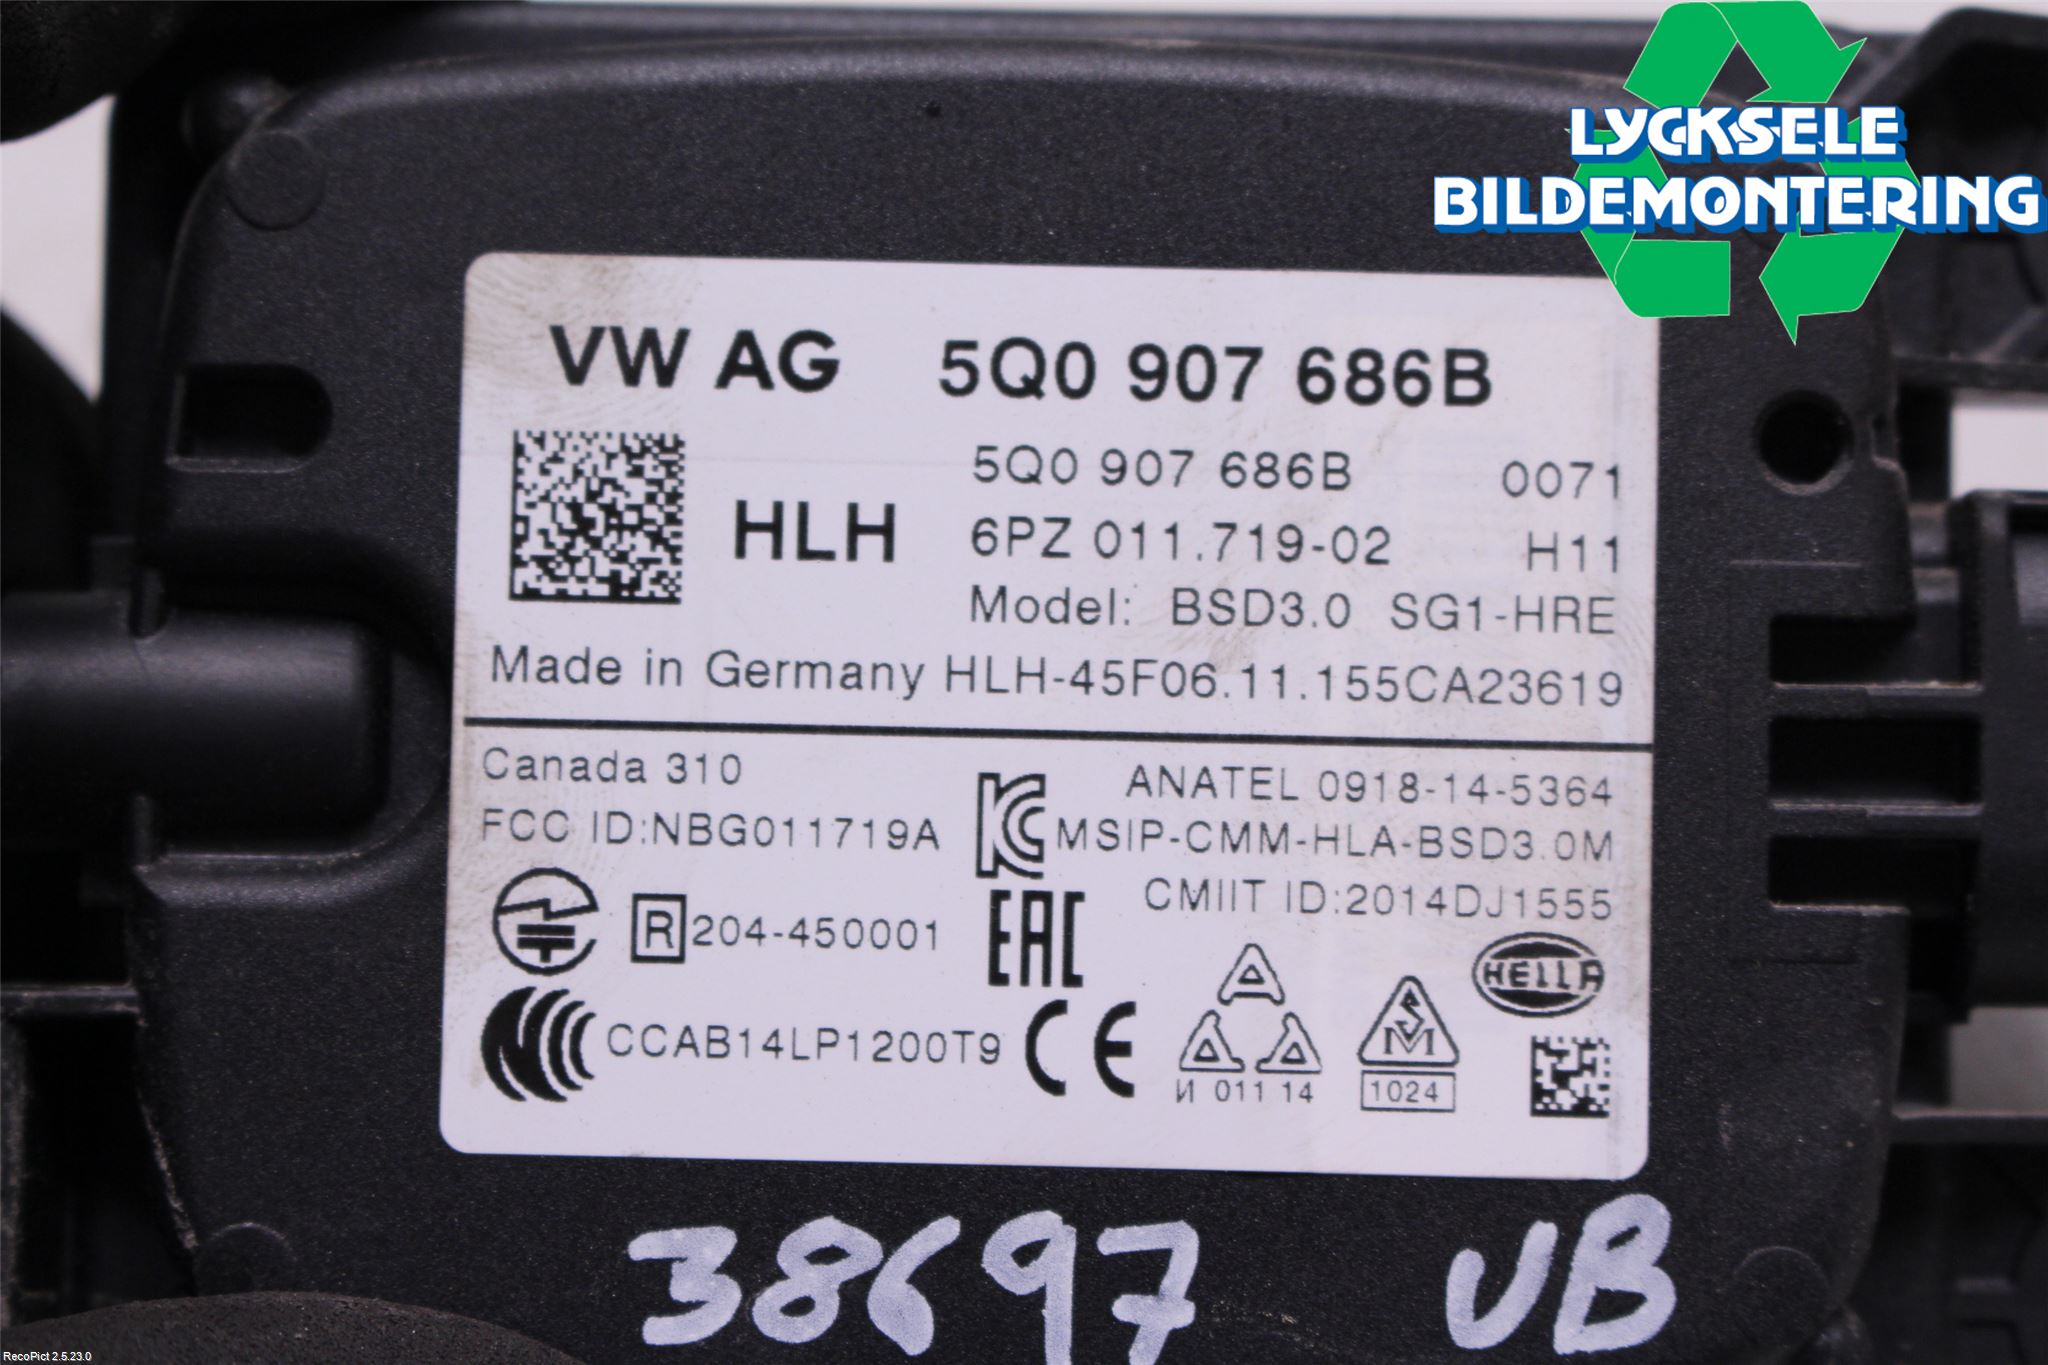 LYCKSELE
BILDEMONTERING
VW AG 5Q0 907 686B
5Q0 907 686B 0071
HLH 6PZ 011.719-02 H11
Model: BSD3.0 SG1-HRE
Made in Germany HLH-45F06.11.155CA23619
Canada 310 ANATEL 0918-14-5364
FCC ID:NBG011719A KC MSIP-CMM-HLA-BSD3.0M
CMIIT ID:2014DJ1555
R 204-450001 EAC HELLA
CCAB14LP1200T9 CE
И 011 14 SM 1024
38697 VB
RecoPict 2.5.23.0